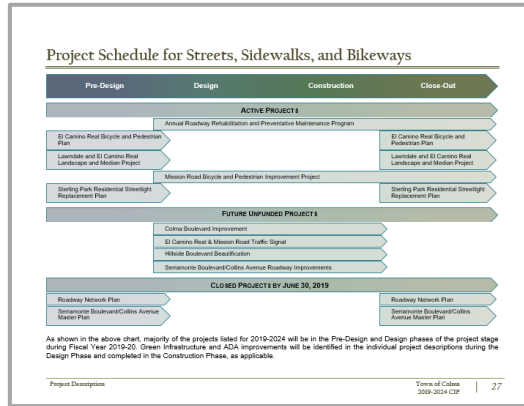 Project Schedule for Streets, Sidewalks, and Bikeways
Pre-Design Design Construction Close-Out
ACTIVE PROJECTS
Annual Roadway Rehabilitation and Preventative Maintenance Program
El Camino Real Bicycle and Pedestrian
Plan
El Camino Real Bicycle and
Pedestrian Plan
Lawndale and El Camino Real
Landscape and Median Project
Lawndale and El Camino Real
Landscape and Median Project
Mission Road Bicycle and Pedestrian Improvement Project
Sterling Park Residential Streetlight
Replacement Plan
Sterling Park Residential Streetlight
Replacement Plan
FUTURE UNFUNDED PROJECTS
Colma Boulevard Improvement
El Camino Real & Mission Road Traffic Signal
Hillside Boulevard Beautification
Serramonte Boulevard/Collins Avenue Roadway Improvements
CLOSED PROJECTS BY JUNE 30, 2019
Roadway Network Plan
Roadway Network Plan
Serramonte Boulevard/Collins Avenue
Master Plan
Serramonte Boulevard/Collins
Avenue Master Plan
As shown in the above chart, majority of the projects listed for 2019-2024 will be in the Pre-Design and Design phases of the project stage
during Fiscal Year 2019-20. Green Infrastructure and ADA improvements will be identified in the individual project descriptions during the
Design Phase and completed in the Construction Phase, as applicable.
Project Description
Town of Colma
2019-2024 CIP
27